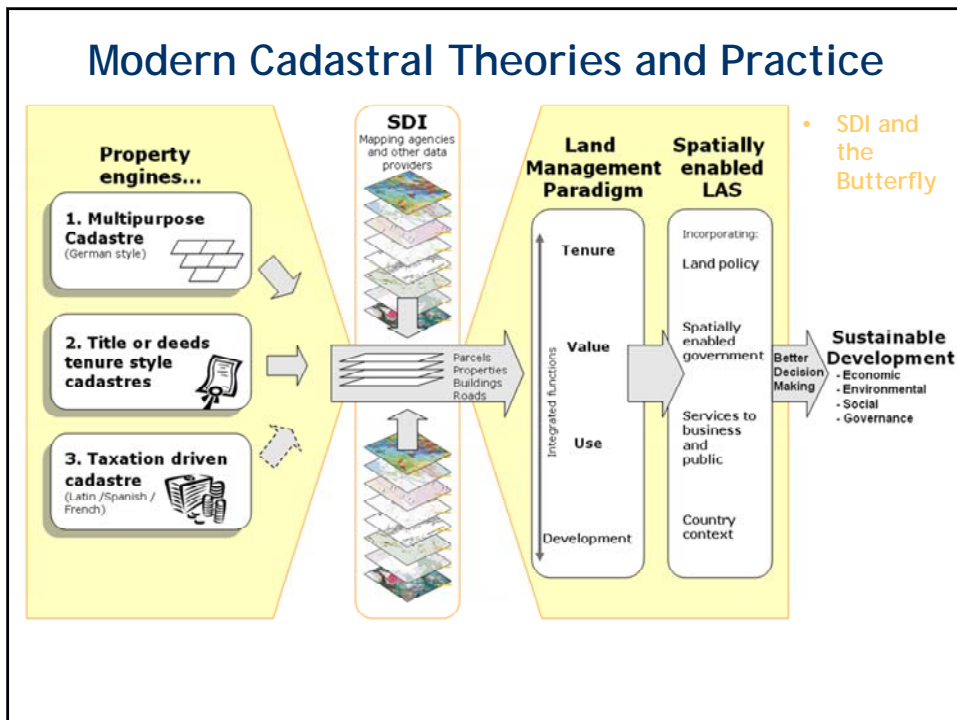 Modern Cadastral Theories and Practice
• SDI and
the
Butterfly
Property
engines...
1. Multipurpose
Cadastre
(German style)
2. Title or deeds
tenure style
cadastres
3. Taxation driven
cadastre
(Latin /Spanish /
French)
SDI
Mapping agencies
and other data
providers
Parcels
Properties
Buildings
Roads
Land
Management
Paradigm
Integrated functions
Tenure
Value
Use
Development
Spatially
enabled
LAS
Incorporating:
Land policy
Spatially
enabled
government
Services to
business
and
public
Country
context
Better
Decision
Making
Sustainable
Development
- Economic
- Environmental
- Social
- Governance